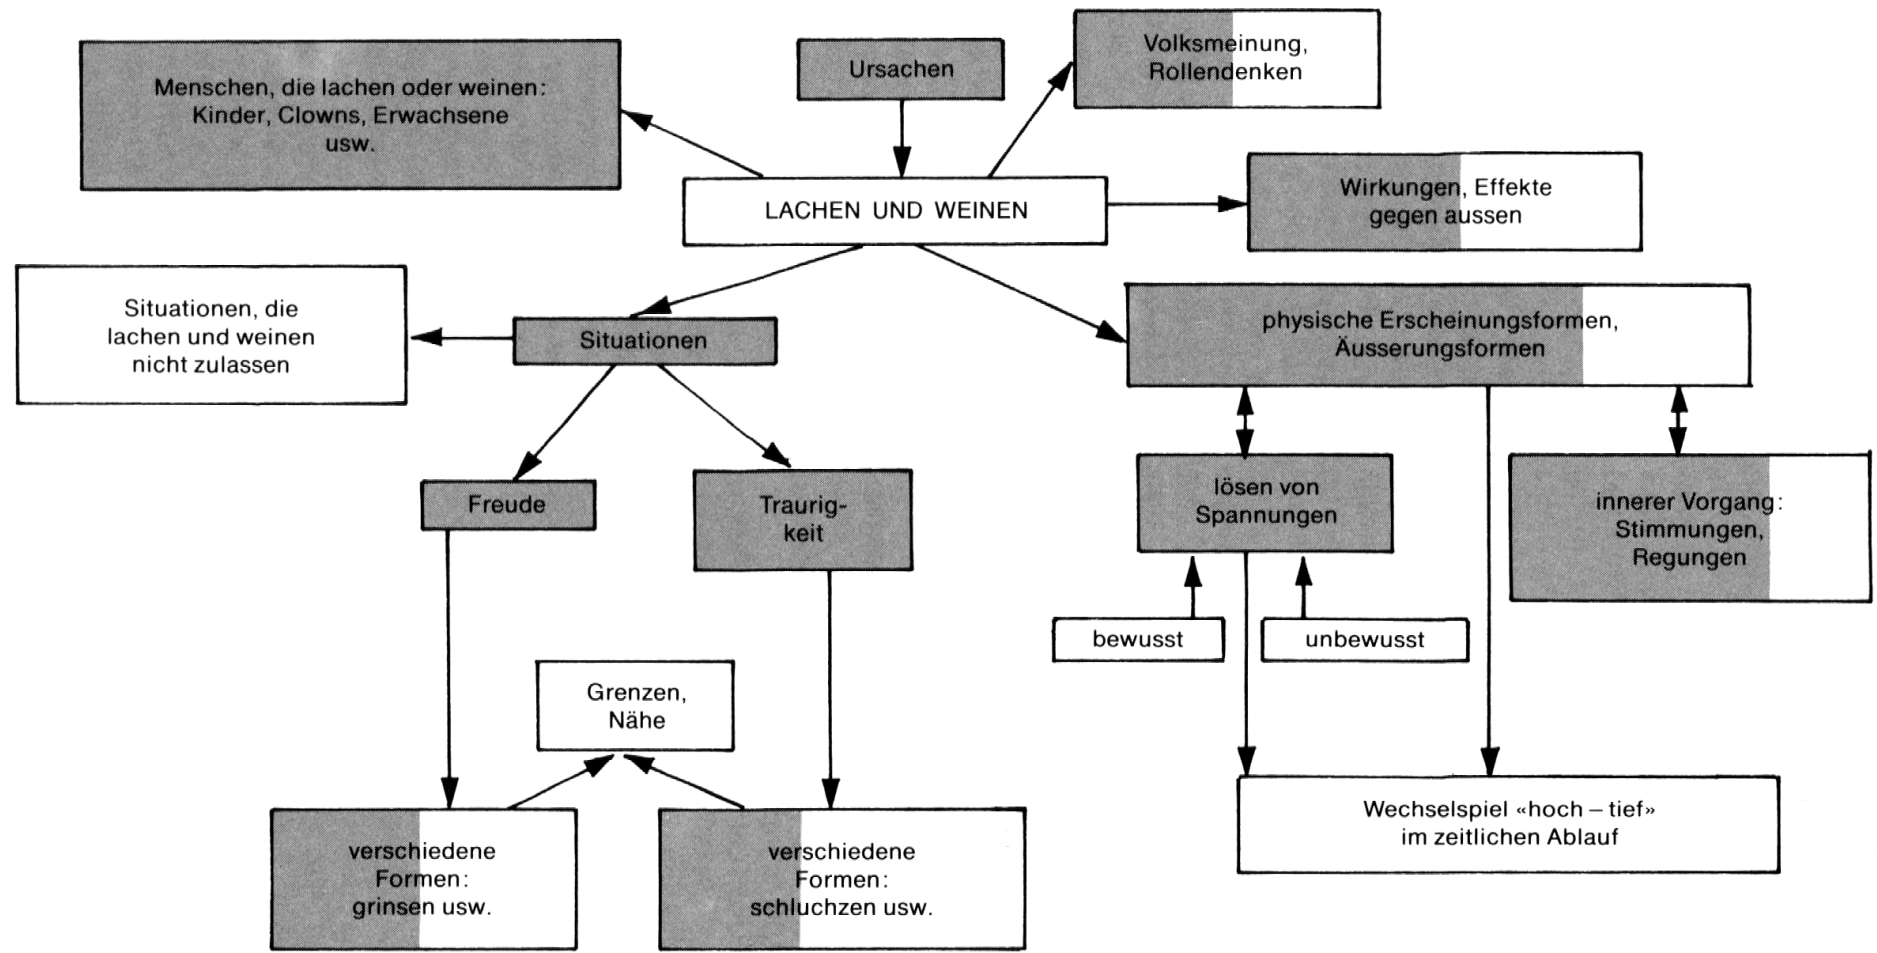 Menschen, die lachen oder weinen:
Kinder, Clowns, Erwachsene
usw.
Ursachen
Volksmeinung,
Rollendenken
LACHEN UND WEINEN
Wirkungen, Effekte
gegen aussen
Situationen, die
lachen und weinen
nicht zulassen
Situationen
physische Erscheinungsformen,
Äusserungsformen
Freude
Traurig-
keit
lösen von
Spannungen
innerer Vorgang:
Stimmungen,
Regungen
bewusst
unbewusst
Grenzen,
Nähe
verschiedene
Formen:
grinsen usw.
verschiedene
Formen:
schluchzen usw.
Wechselspiel «hoch – tief»
im zeitlichen Ablauf